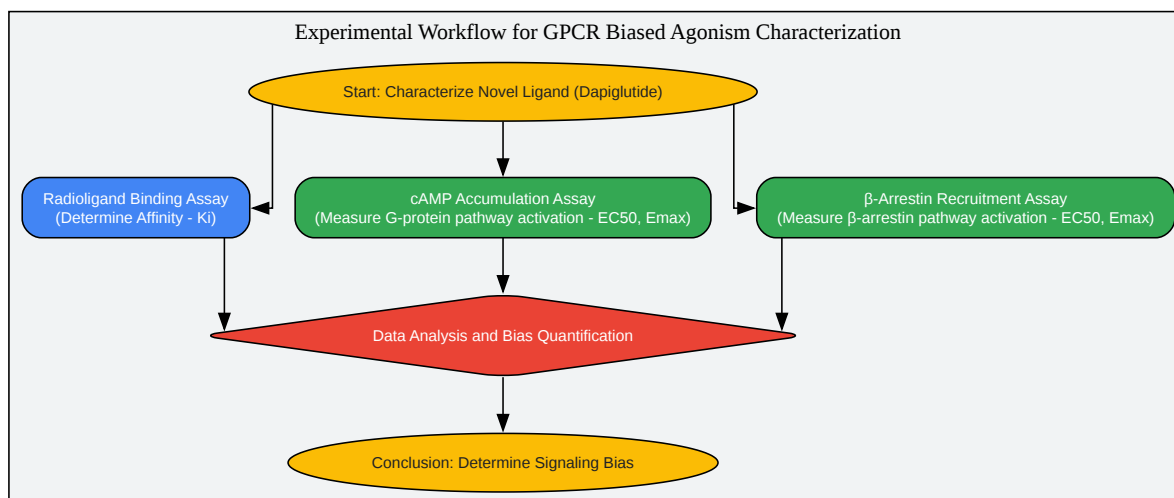 Experimental Workflow for GPCR Biased Agonism Characterization
Start: Characterize Novel Ligand (Dapiglutide)
Radioligand Binding Assay
(Determine Affinity - Ki)
cAMP Accumulation Assay
(Measure G-protein pathway activation - EC50, Emax)
β-Arrestin Recruitment Assay
(Measure β-arrestin pathway activation - EC50, Emax)
Data Analysis and Bias Quantification
Conclusion: Determine Signaling Bias